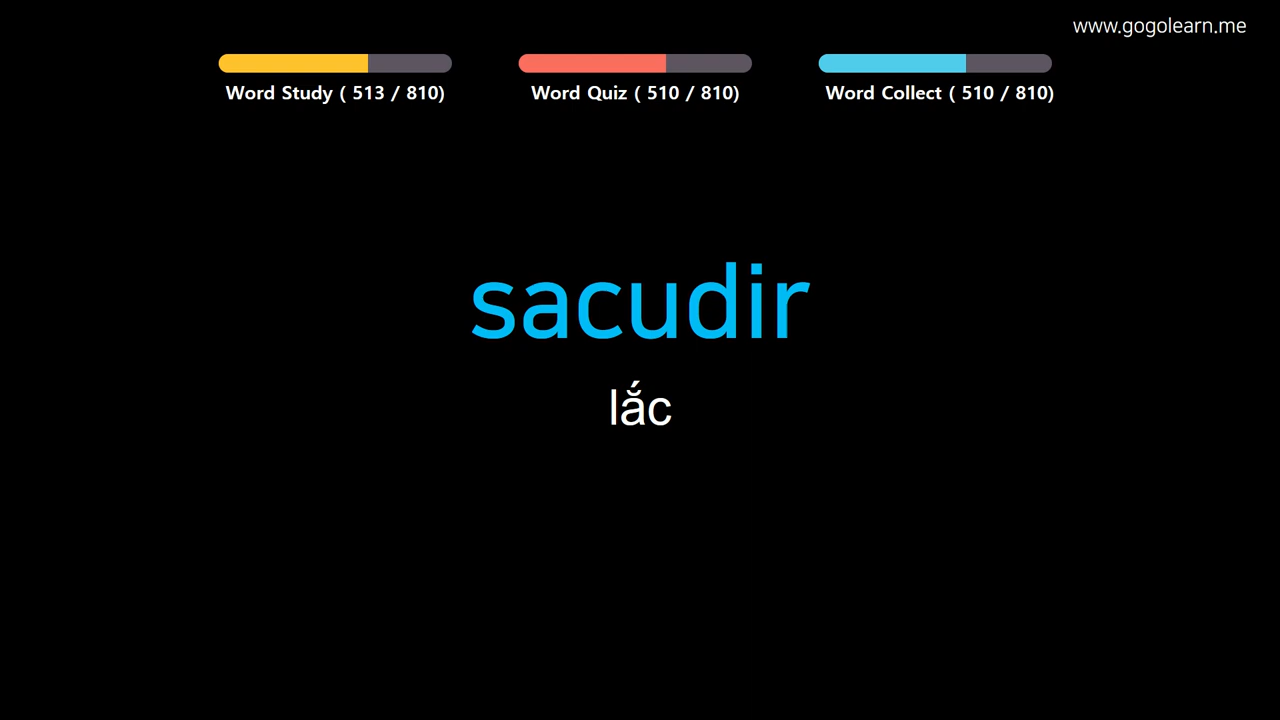 www.gogolearn.me
Word Study ( 513 / 810)
Word Quiz ( 510 / 810)
Word Collect ( 510 / 810)
sacudir
lắc